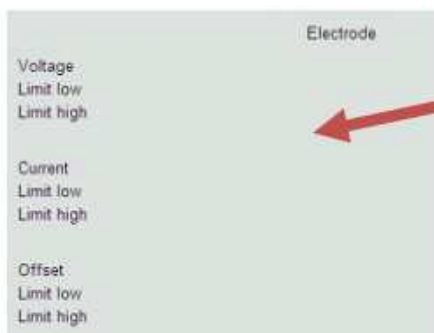 Electrode
Voltage
Limit low
Limit high
Current
Limit low
Limit high
Offset
Limit low
Limit high